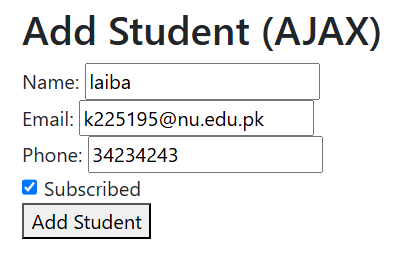 Add Student (AJAX)
Name: laiba
Email: k225195@nu.edu.pk
Phone: 34234243
Subscribed
Add Student